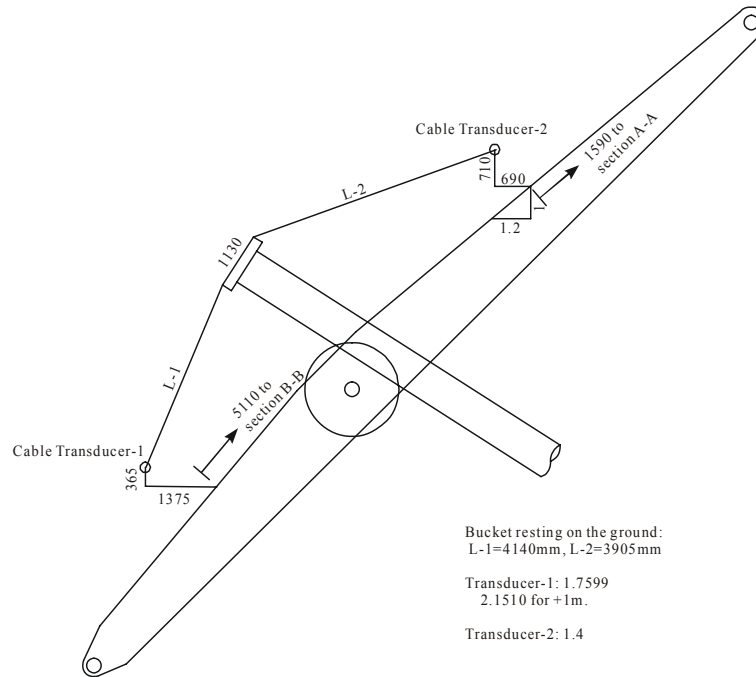 Cable Transducer-2
710
690
1590 to
section A-A
1
1.2
L-2
1130
L-1
5110 to
section B-B
Cable Transducer-1
365
1375
Bucket resting on the ground:
L-1=4140mm, L-2=3905mm
Transducer-1: 1.7599
2.1510 for +1m.
Transducer-2: 1.4